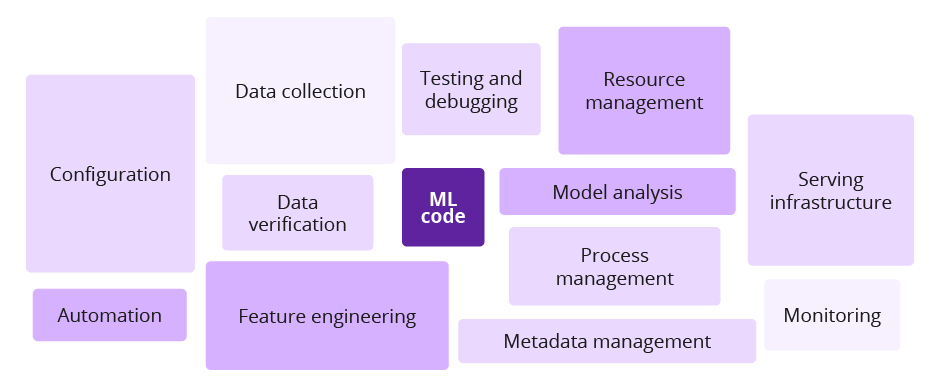 Data collection
Testing and
debugging
Resource
management
Configuration
Data
verification
ML
code
Model analysis
Serving
infrastructure
Process
management
Automation
Feature engineering
Metadata management
Monitoring